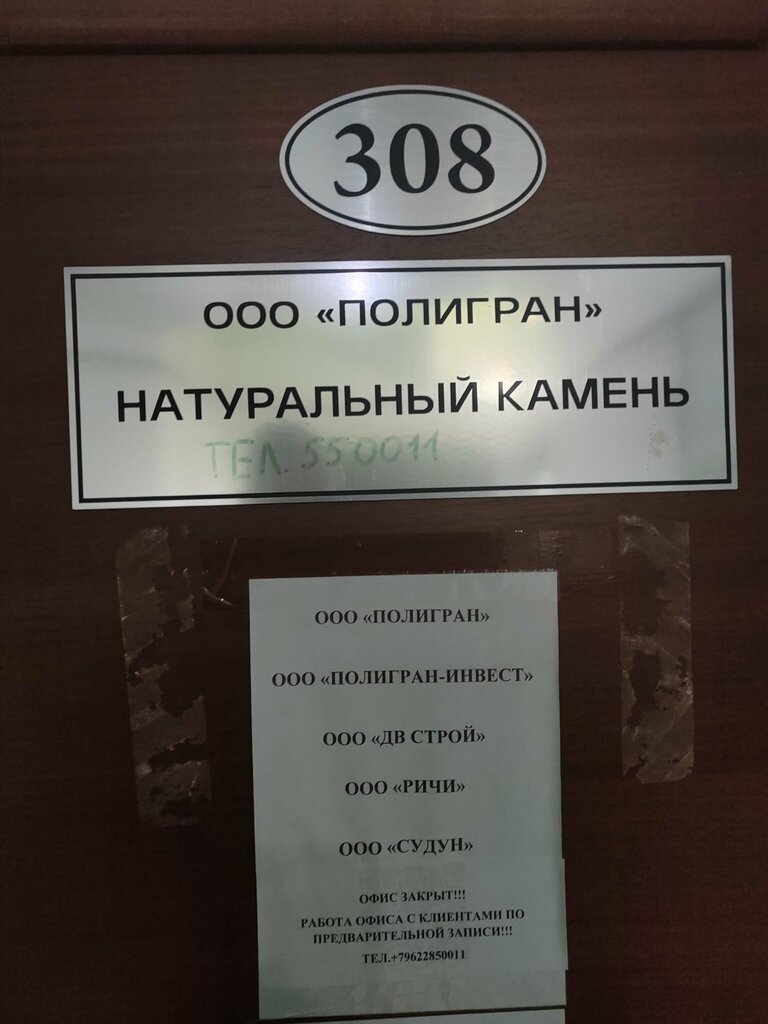 308
ООО «ПОЛИГРАН»
НАТУРАЛЬНЫЙ КАМЕНЬ
ТЕЛ. 550011
ООО «ПОЛИГРАН»
ООО «ПОЛИГРАН-ИНВЕСТ»
ООО «ДВ СТРОЙ»
ООО «РИЧИ»
ООО «СУДУН»
ОФИС ЗАКРЫТ!!!
РАБОТА ОФИСА С КЛИЕНТАМИ ПО
ПРЕДВАРИТЕЛЬНОЙ ЗАПИСИ!!!
ТЕЛ.+79622850011